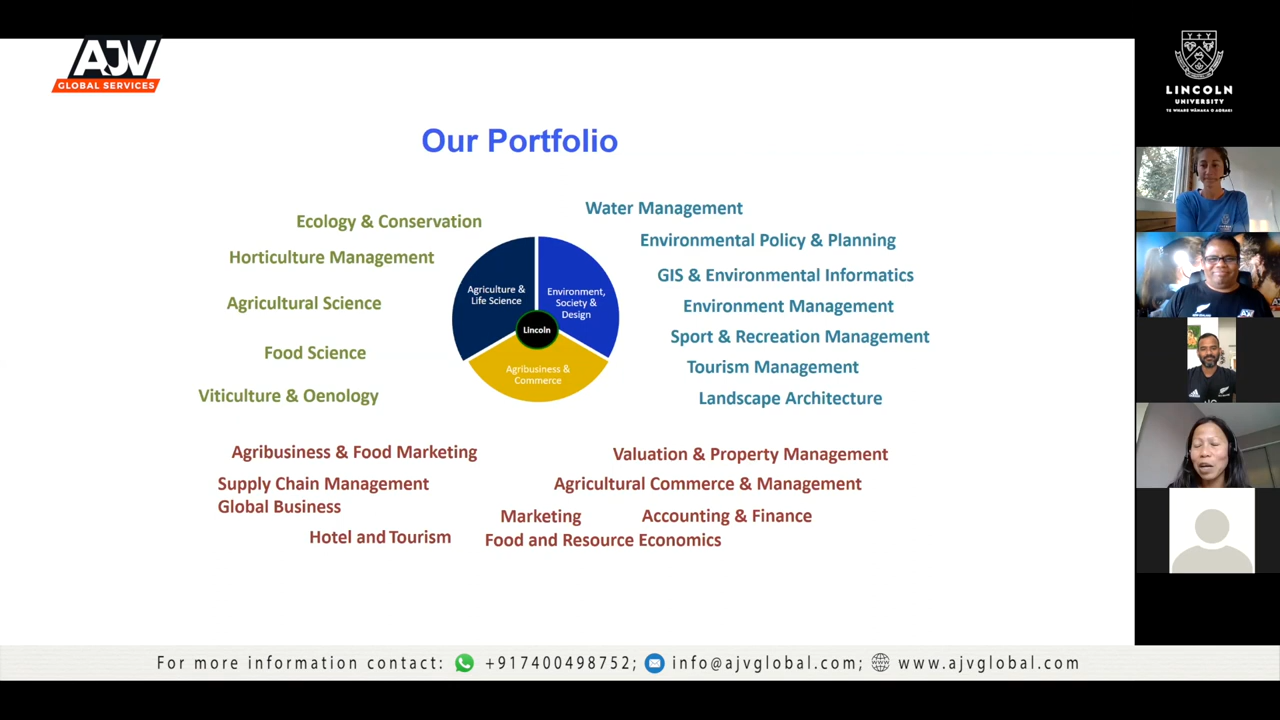 AJV
GLOBAL SERVICES
LINCOLN
UNIVERSITY
TE WHARE WĀNAKA O AORAKI
Our Portfolio
Water Management
Ecology & Conservation
Environmental Policy & Planning
Horticulture Management
GIS & Environmental Informatics
Agricultural Science
Environment Management
Sport & Recreation Management
Food Science
Tourism Management
Viticulture & Oenology
Landscape Architecture
Agriculture &
Life Science
Environment,
Society &
Design
Lincoln
Agribusiness &
Commerce
Agribusiness & Food Marketing
Valuation & Property Management
Supply Chain Management
Agricultural Commerce & Management
Global Business
Marketing
Accounting & Finance
Hotel and Tourism
Food and Resource Economics
For more information contact: +917400498752; info@ajvglobal.com; www.ajvglobal.com